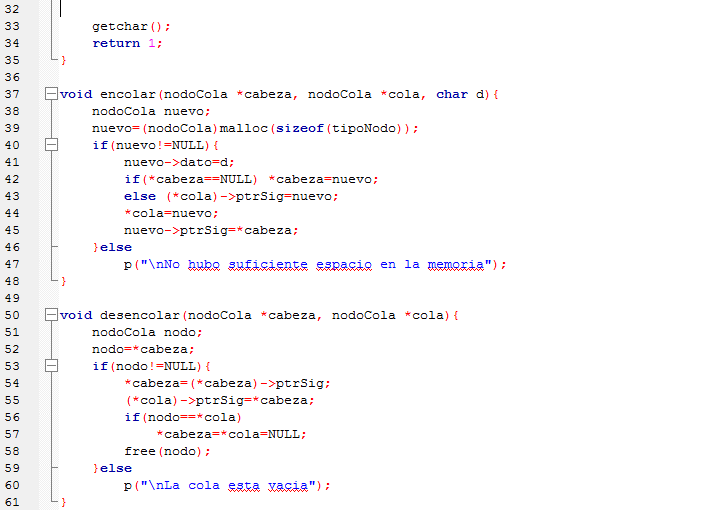 32
33 getchar();
34 return 1;
35 }
36
37 void encolar(nodoCola *cabeza, nodoCola *cola, char d){
38 nodoCola nuevo;
39 nuevo=(nodoCola)malloc(sizeof(tipoNodo));
40 if(nuevo!=NULL){
41 nuevo->dato=d;
42 if(*cabeza==NULL) *cabeza=nuevo;
43 else (*cola)->ptrSig=nuevo;
44 *cola=nuevo;
45 nuevo->ptrSig=*cabeza;
46 }else
47 p("\nNo hubo suficiente espacio en la memoria");
48 }
49
50 void desencolar(nodoCola *cabeza, nodoCola *cola){
51 nodoCola nodo;
52 nodo=*cabeza;
53 if(nodo!=NULL){
54 *cabeza=(*cabeza)->ptrSig;
55 (*cola)->ptrSig=*cabeza;
56 if(nodo==*cola)
57 *cabeza=*cola=NULL;
58 free(nodo);
59 }else
60 p("\nLa cola esta vacia");
61 }